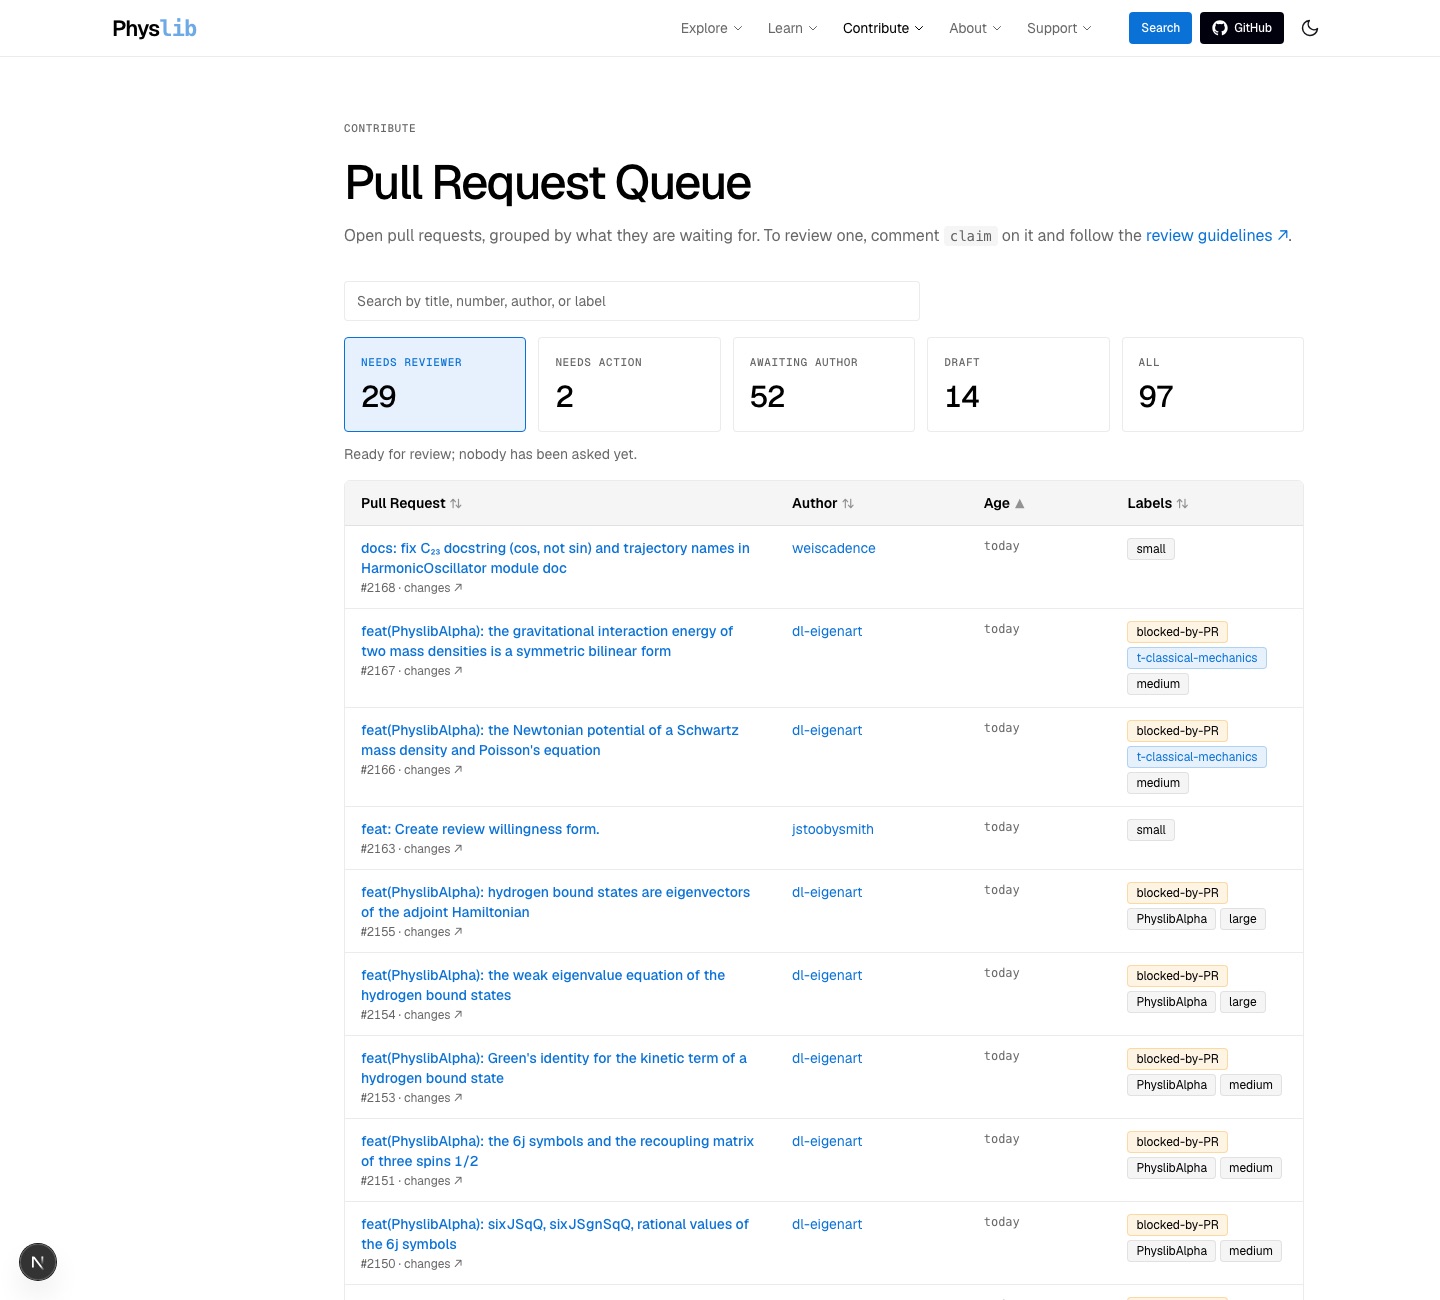 Physlib
Explore Learn Contribute About Support Search GitHub
CONTRIBUTE
Pull Request Queue
Open pull requests, grouped by what they are waiting for. To review one, comment claim on it and follow the review guidelines ↗.
Search by title, number, author, or label
NEEDS REVIEWER
29
NEEDS ACTION
2
AWAITING AUTHOR
52
DRAFT
14
ALL
97
Ready for review; nobody has been asked yet.
Pull Request ↑↓ Author ↑↓ Age ▲ Labels ↑↓
docs: fix C₂₃ docstring (cos, not sin) and trajectory names in
HarmonicOscillator module doc
#2168 · changes ↗
weiscadence
today
small
feat(PhyslibAlpha): the gravitational interaction energy of
two mass densities is a symmetric bilinear form
#2167 · changes ↗
dl-eigenart
today
blocked-by-PR
t-classical-mechanics
medium
feat(PhyslibAlpha): the Newtonian potential of a Schwartz
mass density and Poisson's equation
#2166 · changes ↗
dl-eigenart
today
blocked-by-PR
t-classical-mechanics
medium
feat: Create review willingness form.
#2163 · changes ↗
jstoobysmith
today
small
feat(PhyslibAlpha): hydrogen bound states are eigenvectors
of the adjoint Hamiltonian
#2155 · changes ↗
dl-eigenart
today
blocked-by-PR
PhyslibAlpha large
feat(PhyslibAlpha): the weak eigenvalue equation of the
hydrogen bound states
#2154 · changes ↗
dl-eigenart
today
blocked-by-PR
PhyslibAlpha large
feat(PhyslibAlpha): Green's identity for the kinetic term of a
hydrogen bound state
#2153 · changes ↗
dl-eigenart
today
blocked-by-PR
PhyslibAlpha medium
feat(PhyslibAlpha): the 6j symbols and the recoupling matrix
of three spins 1/2
#2151 · changes ↗
dl-eigenart
today
blocked-by-PR
PhyslibAlpha medium
feat(PhyslibAlpha): sixJSqQ, sixJSgnSqQ, rational values of
the 6j symbols
#2150 · changes ↗
dl-eigenart
today
blocked-by-PR
PhyslibAlpha medium
N